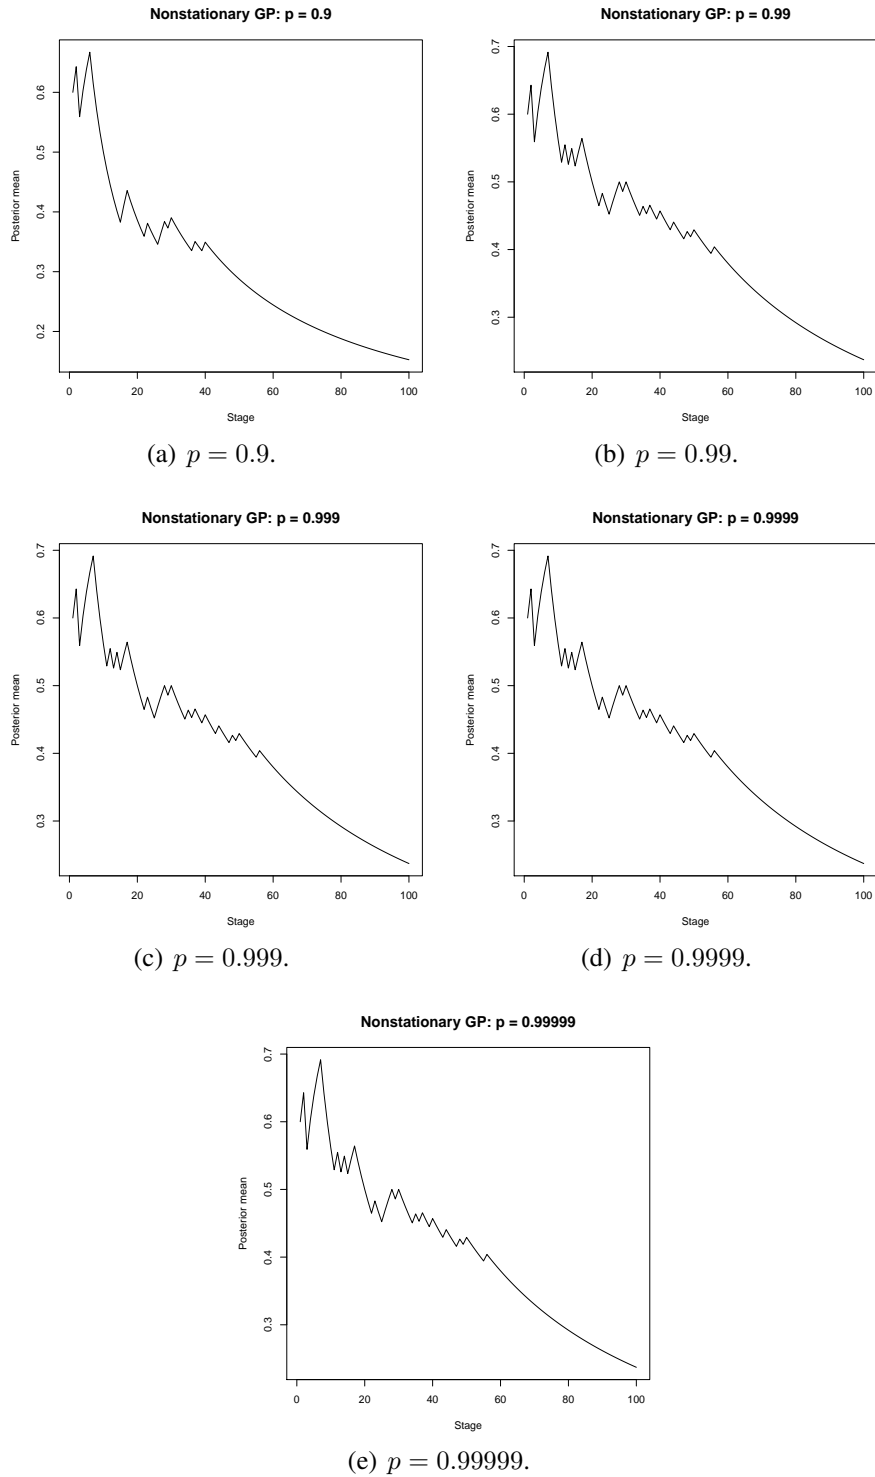 Nonstationary GP: p = 0.9
Posterior mean
0.2 0.3 0.4 0.5 0.6
0 20 40 60 80 100
Stage
(a) p = 0.9.
Nonstationary GP: p = 0.99
Posterior mean
0.3 0.4 0.5 0.6 0.7
0 20 40 60 80 100
Stage
(b) p = 0.99.
Nonstationary GP: p = 0.999
Posterior mean
0.3 0.4 0.5 0.6 0.7
0 20 40 60 80 100
Stage
(c) p = 0.999.
Nonstationary GP: p = 0.9999
Posterior mean
0.3 0.4 0.5 0.6 0.7
0 20 40 60 80 100
Stage
(d) p = 0.9999.
Nonstationary GP: p = 0.99999
Posterior mean
0.3 0.4 0.5 0.6 0.7
0 20 40 60 80 100
Stage
(e) p = 0.99999.